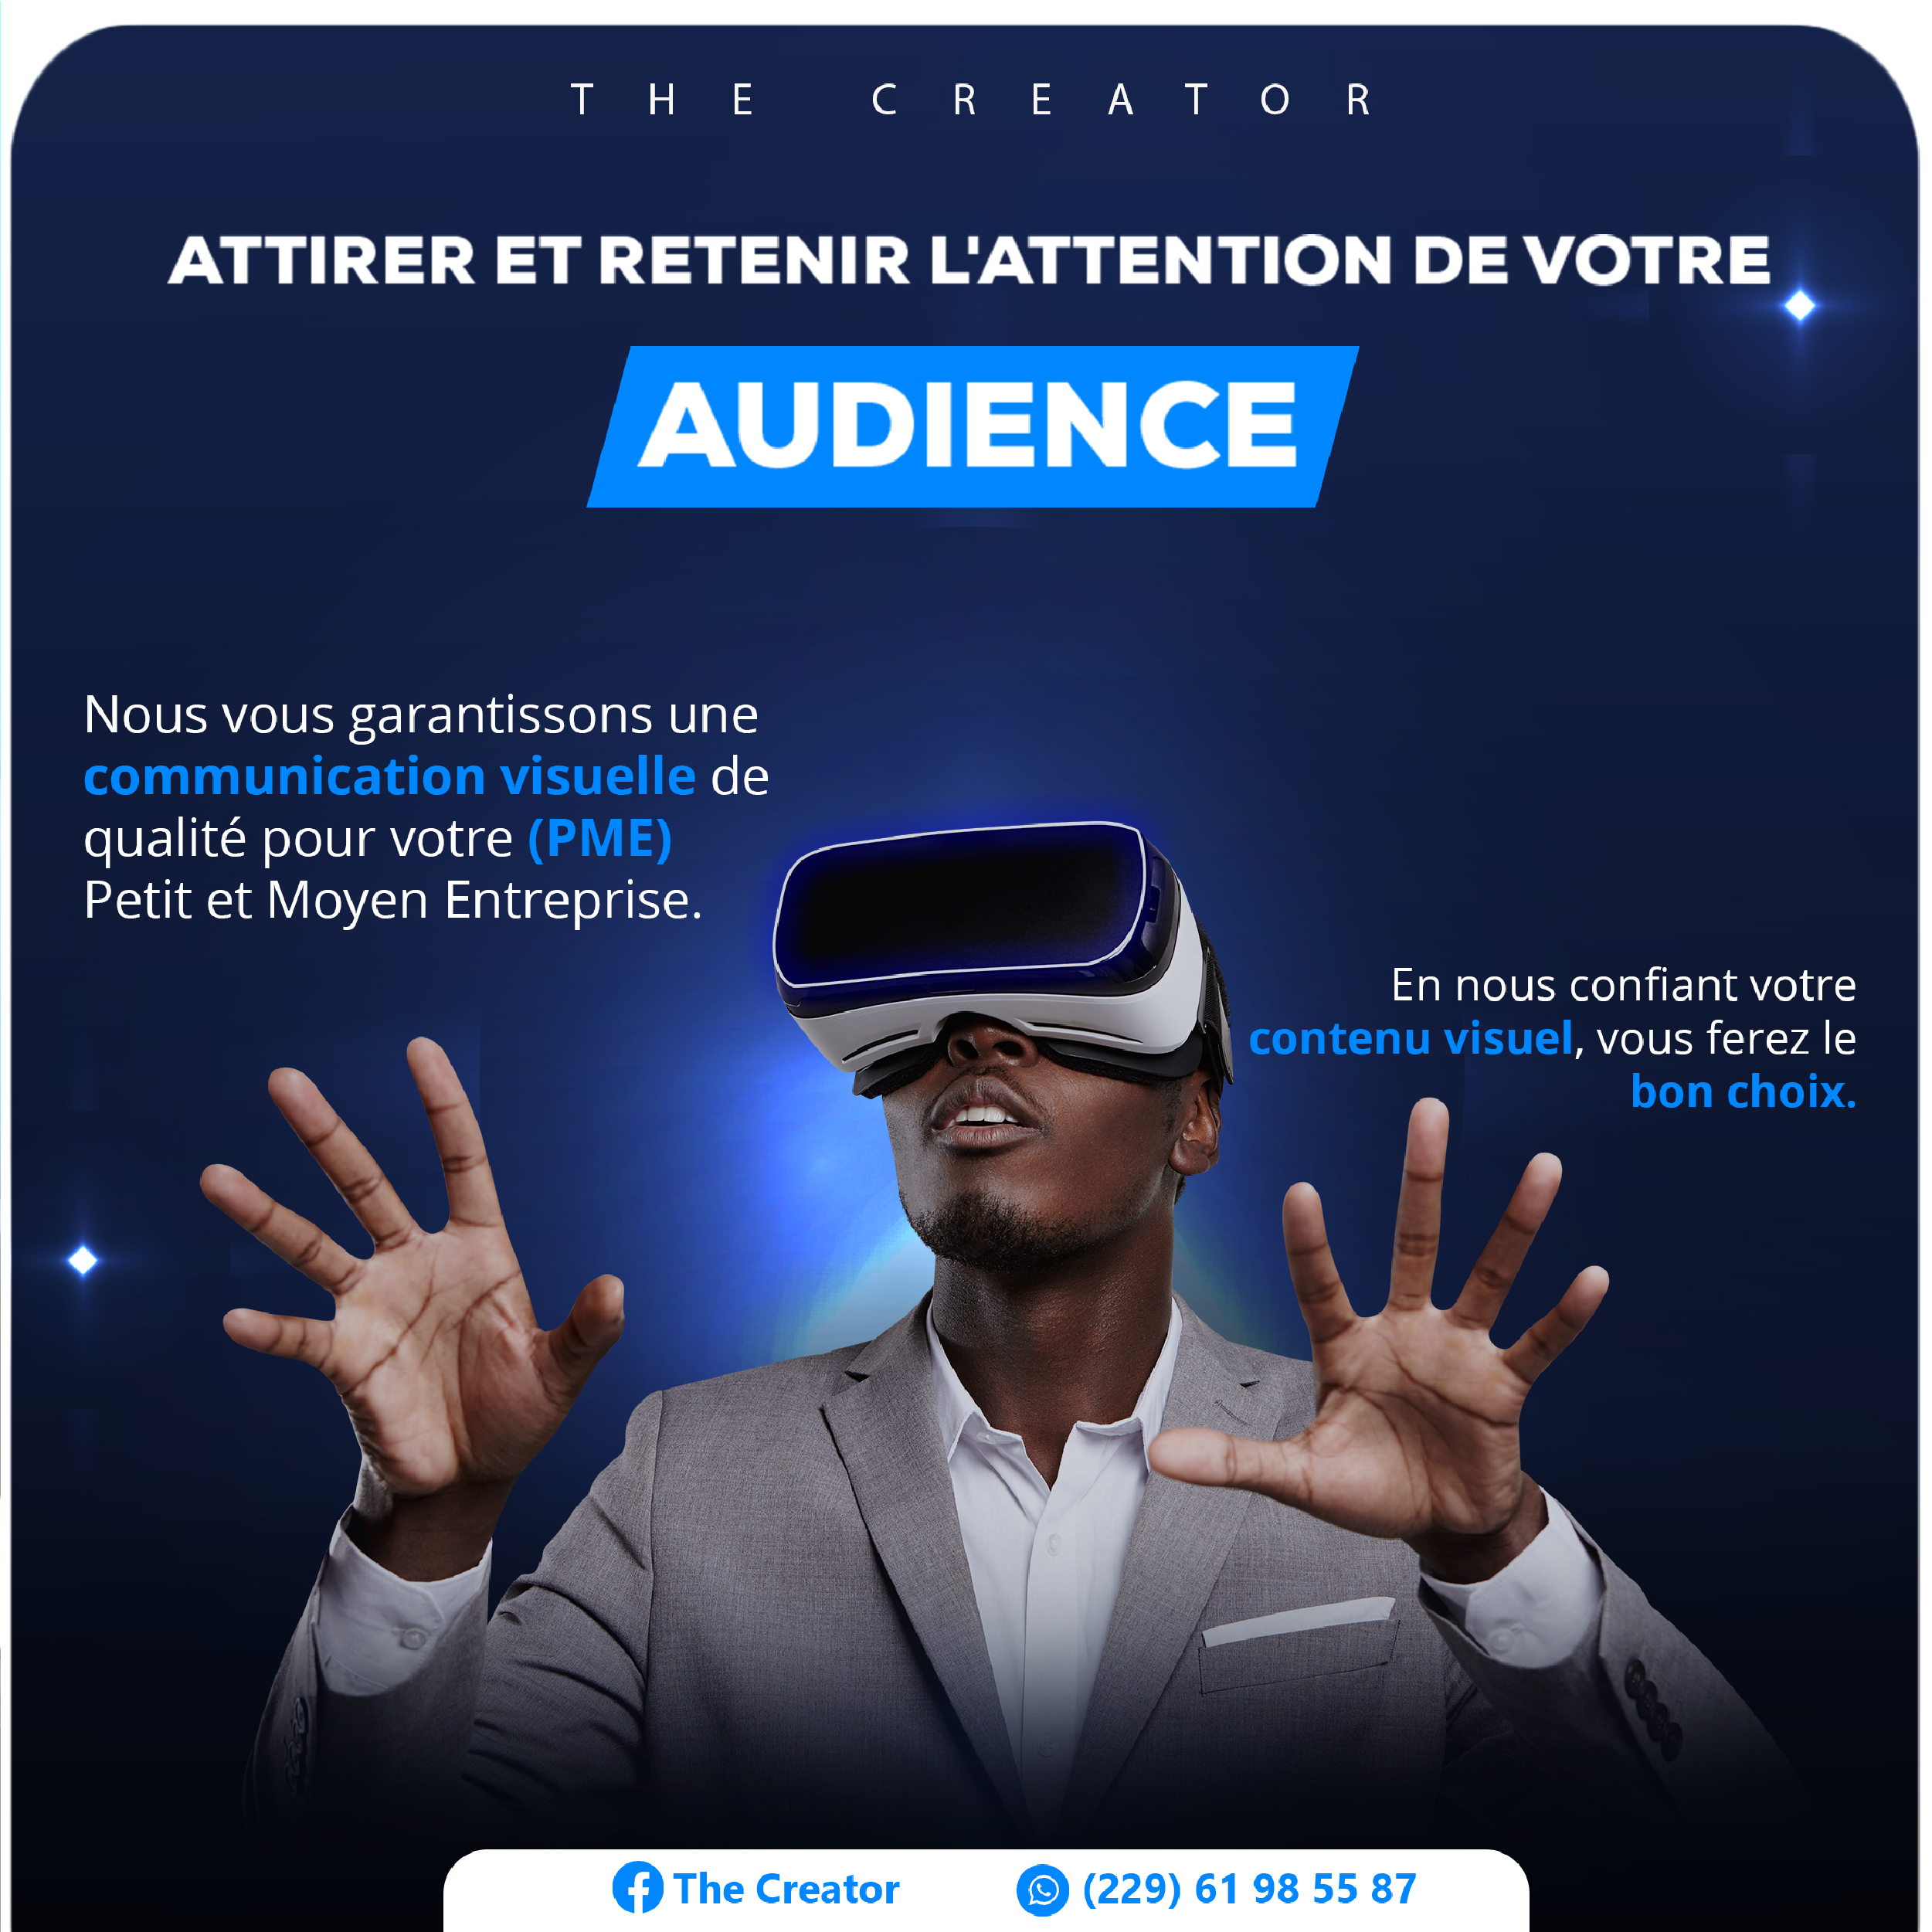 THE CREATOR
ATTIRER ET RETENIR L'ATTENTION DE VOTRE
AUDIENCE
Nous vous garantissons une
communication visuelle de
qualité pour votre (PME)
Petit et Moyen Entreprise.
En nous confiant votre
contenu visuel, vous ferez le
bon choix.
The Creator
(229) 61 98 55 87